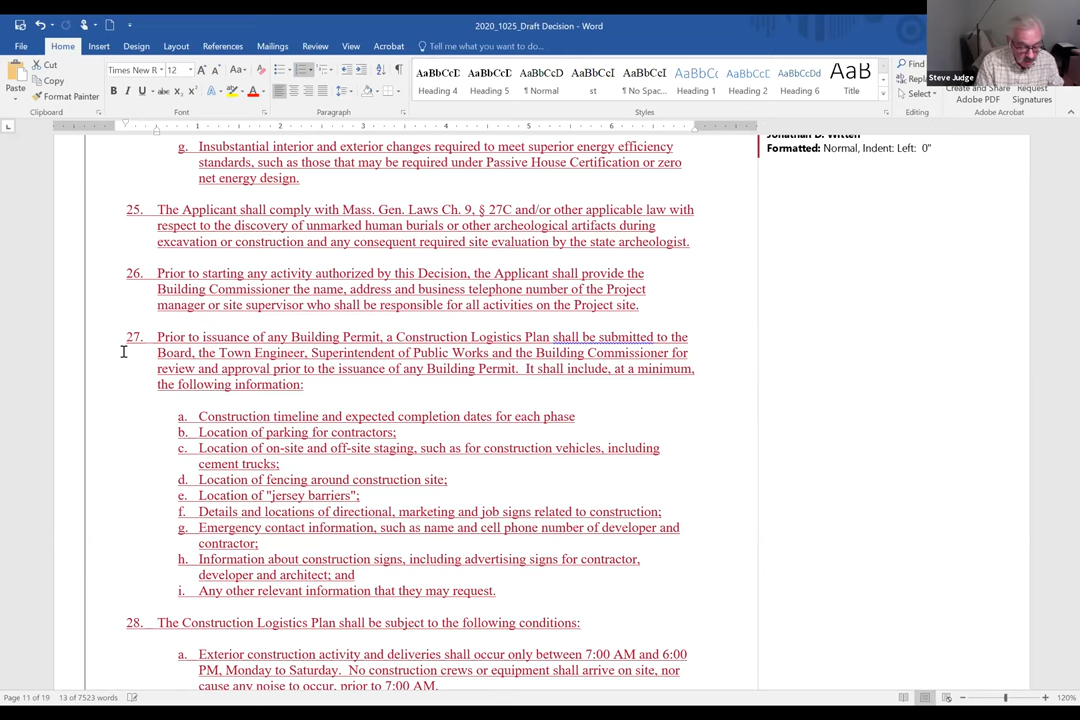 2020_1025_Draft Decision - Word
File Home Insert Design Layout References Mailings Review View Acrobat Tell me what you want to do...
Paste
Cut
Copy
Format Painter
Clipboard
Times New R 12
Font
Paragraph
AaBbCcD AaBbCcD AaBbCcD AaBbCcI AaBbCcI AaBbCcl AaBbCcD AaBbCcDd AaB
Heading 4 Heading 5 ¶ Normal ¶ List ¶ No Spac... Heading 1 Heading 2 Heading 6 Title
Styles
Find
Select
Editing
Create and Share
Adobe PDF
Request
Signatures
Adobe Acrobat
Steve Judge
Jonathan D. Witten
Formatted: Normal, Indent: Left: 0"
g. Insubstantial interior and exterior changes required to meet superior energy efficiency
standards, such as those that may be required under Passive House Certification or zero
net energy design.
25. The Applicant shall comply with Mass. Gen. Laws Ch. 9, § 27C and/or other applicable law with
respect to the discovery of unmarked human burials or other archeological artifacts during
excavation or construction and any consequent required site evaluation by the state archeologist.
26. Prior to starting any activity authorized by this Decision, the Applicant shall provide the
Building Commissioner the name, address and business telephone number of the Project
manager or site supervisor who shall be responsible for all activities on the Project site.
27. Prior to issuance of any Building Permit, a Construction Logistics Plan shall be submitted to the
Board, the Town Engineer, Superintendent of Public Works and the Building Commissioner for
review and approval prior to the issuance of any Building Permit. It shall include, at a minimum,
the following information:
a. Construction timeline and expected completion dates for each phase
b. Location of parking for contractors;
c. Location of on-site and off-site staging, such as for construction vehicles, including
cement trucks;
d. Location of fencing around construction site;
e. Location of "jersey barriers";
f. Details and locations of directional, marketing and job signs related to construction;
g. Emergency contact information, such as name and cell phone number of developer and
contractor;
h. Information about construction signs, including advertising signs for contractor,
developer and architect; and
i. Any other relevant information that they may request.
28. The Construction Logistics Plan shall be subject to the following conditions:
a. Exterior construction activity and deliveries shall occur only between 7:00 AM and 6:00
PM, Monday to Saturday. No construction crews or equipment shall arrive on site, nor
cause any noise to occur, prior to 7:00 AM.
Page 11 of 19 13 of 7523 words 120%